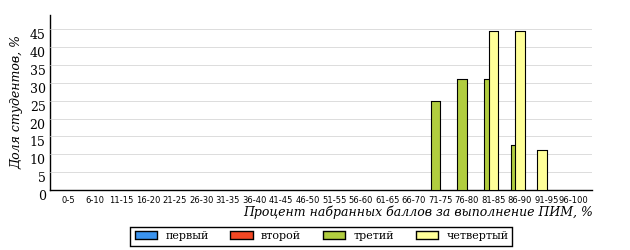 Доля студентов, %
45
40
35
30
25
20
15
10
5
0
0-5 6-10 11-15 16-20 21-25 26-30 31-35 36-40 41-45 46-50 51-55 56-60 61-65 66-70 71-75 76-80 81-85 86-90 91-95 96-100
Процент набранных баллов за выполнение ПИМ, %
первый второй третий четвертый